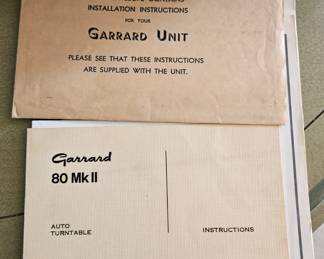 INSTALLATION INSTRUCTIONS
FOR YOUR
GARRARD UNIT
PLEASE SEE THAT THESE INSTRUCTIONS
ARE SUPPLIED WITH THE UNIT.
Garrard
80 Mk II
AUTO
TURNTABLE
INSTRUCTIONS